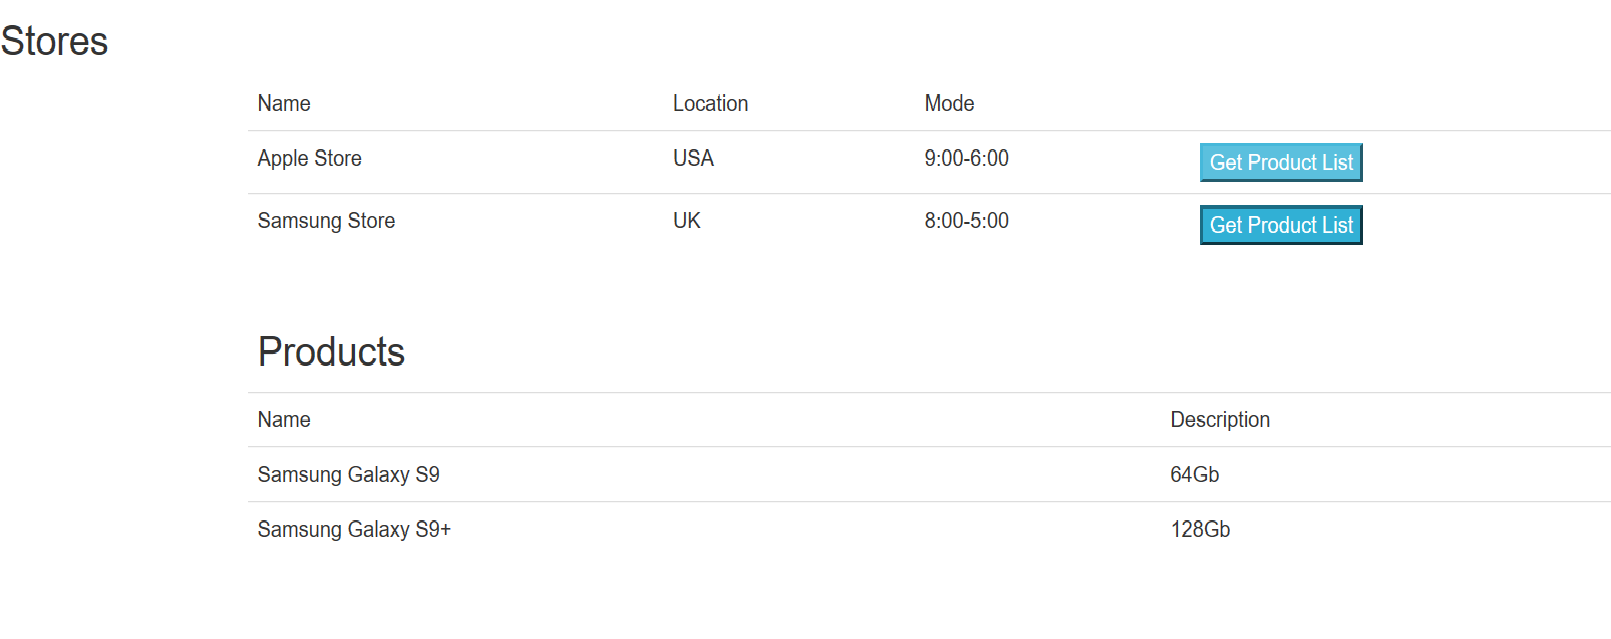 Stores
Name Location Mode
Apple Store USA 9:00-6:00 Get Product List
Samsung Store UK 8:00-5:00 Get Product List
Products
Name Description
Samsung Galaxy S9 64Gb
Samsung Galaxy S9+ 128Gb